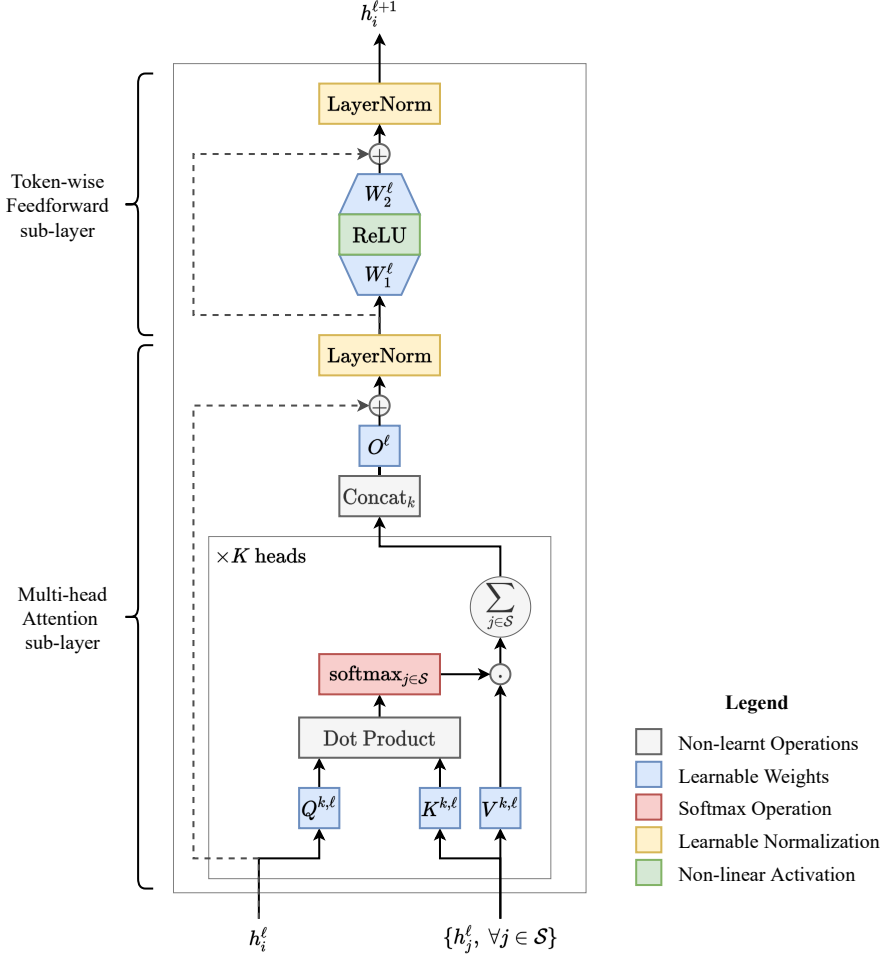 h_i^{ℓ+1}
LayerNorm
+
W_2^ℓ
ReLU
W_1^ℓ
Token-wise
Feedforward
sub-layer
LayerNorm
+
O^ℓ
Concat_k
×K heads
∑
j∈𝒮
Multi-head
Attention
sub-layer
softmax_{j∈𝒮}
·
Dot Product
Q^{k,ℓ} K^{k,ℓ} V^{k,ℓ}
h_i^ℓ {h_j^ℓ, ∀j ∈ 𝒮}
Legend
Non-learnt Operations
Learnable Weights
Softmax Operation
Learnable Normalization
Non-linear Activation